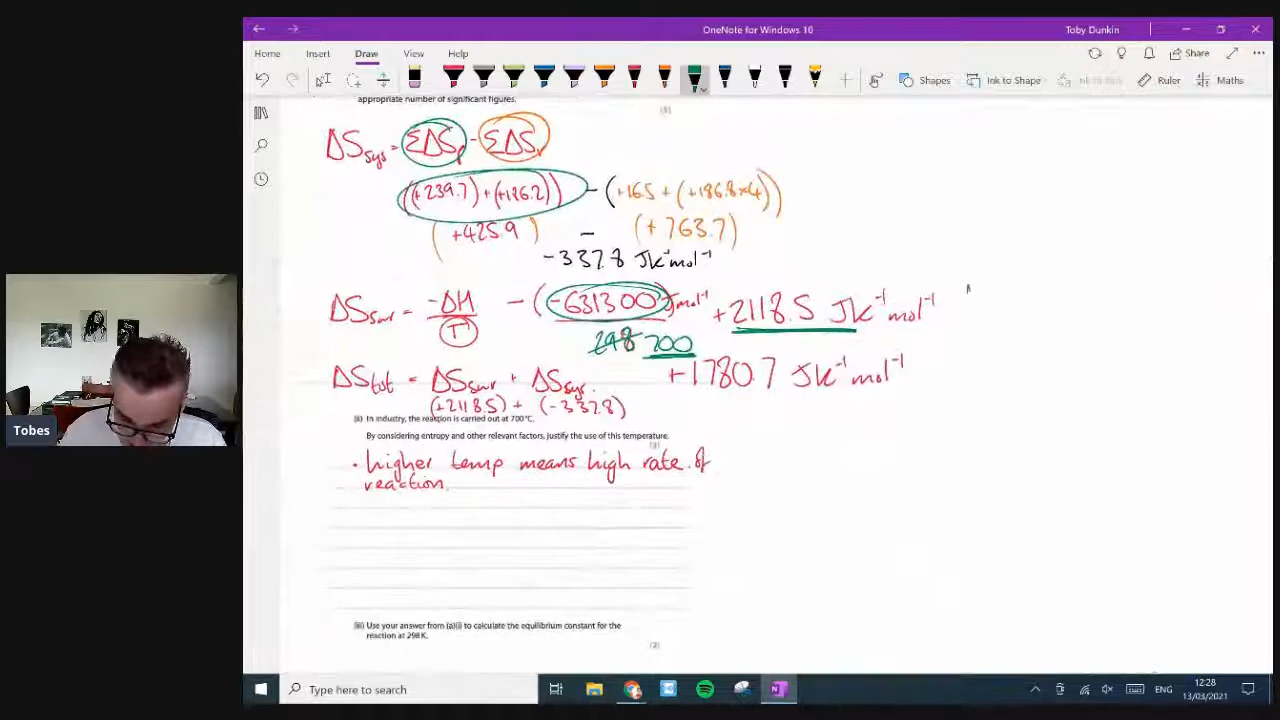 OneNote for Windows 10
Toby Dunkin
Home Insert Draw View Help
Share
Shapes
Ink to Shape
Ruler
Maths
appropriate number of significant figures.
(5)
ΔSsys = ΣΔSp - ΣΔSr
((+239.7) + (+186.2)) - (+165 + (+186.8×4))
(+425.9) - (+763.7)
-337.8 Jk⁻¹mol⁻¹
ΔSsurr = -ΔH/T - (-631300) Jmol⁻¹ +2118.5 Jk⁻¹mol⁻¹
298 700
ΔStot = ΔSsurr + ΔSsys. +1780.7 Jk⁻¹mol⁻¹
(+2118.5) + (-337.8)
(ii) In industry, the reaction is carried out at 700°C.
By considering entropy and other relevant factors, justify the use of this temperature.
• higher temp means high rate of
reaction.
(iii) Use your answer from (a)(i) to calculate the equilibrium constant for the
reaction at 298 K.
(2)
Tobes
Type here to search
ENG
12:28
13/03/2021